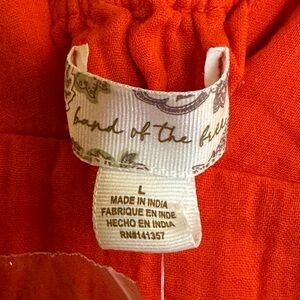 band of the free
L
MADE IN INDIA
FABRIQUE EN INDE
HECHO EN INDIA
RN#141357